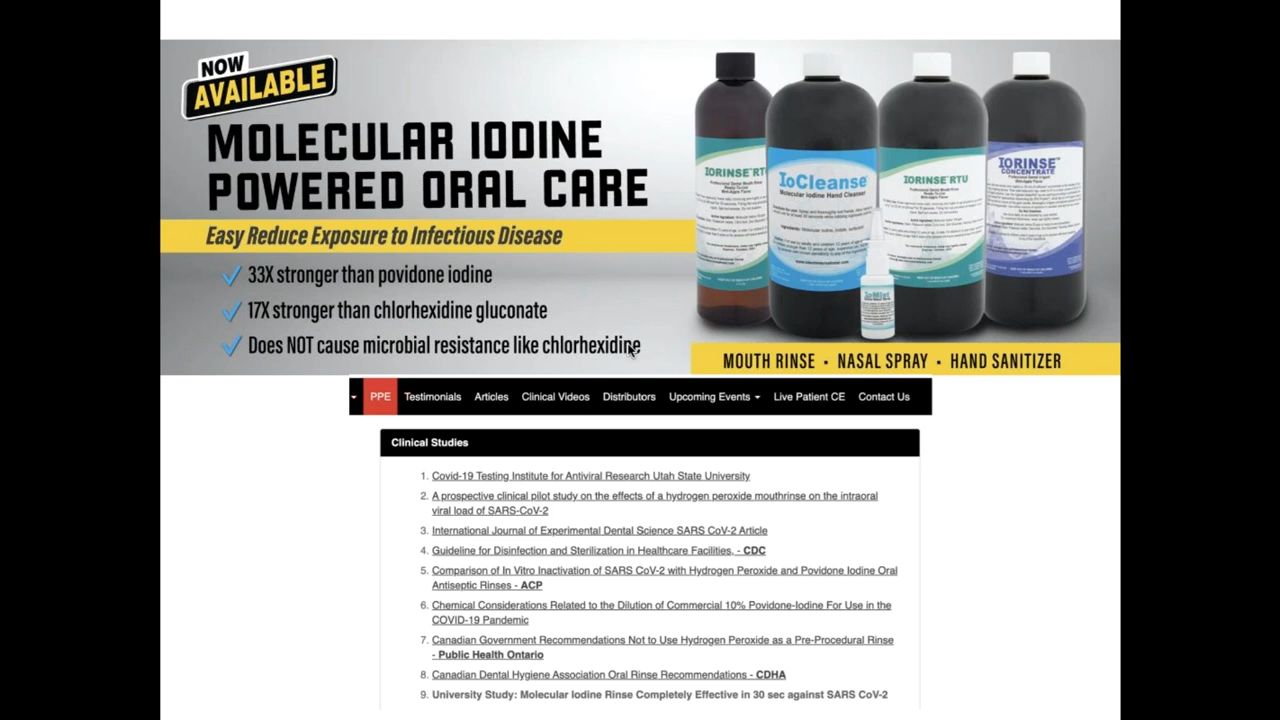 NOW
AVAILABLE
MOLECULAR IODINE
POWERED ORAL CARE
Easy Reduce Exposure to Infectious Disease
33X stronger than povidone iodine
17X stronger than chlorhexidine gluconate
Does NOT cause microbial resistance like chlorhexidine
IORINSE RTU
IoCleanse
Molecular Iodine Hand Cleanser
IORINSE RTU
IORINSE™
CONCENTRATE
IoMist
MOUTH RINSE • NASAL SPRAY • HAND SANITIZER
PPE Testimonials Articles Clinical Videos Distributors Upcoming Events Live Patient CE Contact Us
Clinical Studies
1. Covid-19 Testing Institute for Antiviral Research Utah State University
2. A prospective clinical pilot study on the effects of a hydrogen peroxide mouthrinse on the intraoral
viral load of SARS-CoV-2
3. International Journal of Experimental Dental Science SARS CoV-2 Article
4. Guideline for Disinfection and Sterilization in Healthcare Facilities, - CDC
5. Comparison of In Vitro Inactivation of SARS CoV-2 with Hydrogen Peroxide and Povidone Iodine Oral
Antiseptic Rinses - ACP
6. Chemical Considerations Related to the Dilution of Commercial 10% Povidone-Iodine For Use in the
COVID-19 Pandemic
7. Canadian Government Recommendations Not to Use Hydrogen Peroxide as a Pre-Procedural Rinse
- Public Health Ontario
8. Canadian Dental Hygiene Association Oral Rinse Recommendations - CDHA
9. University Study: Molecular Iodine Rinse Completely Effective in 30 sec against SARS CoV-2